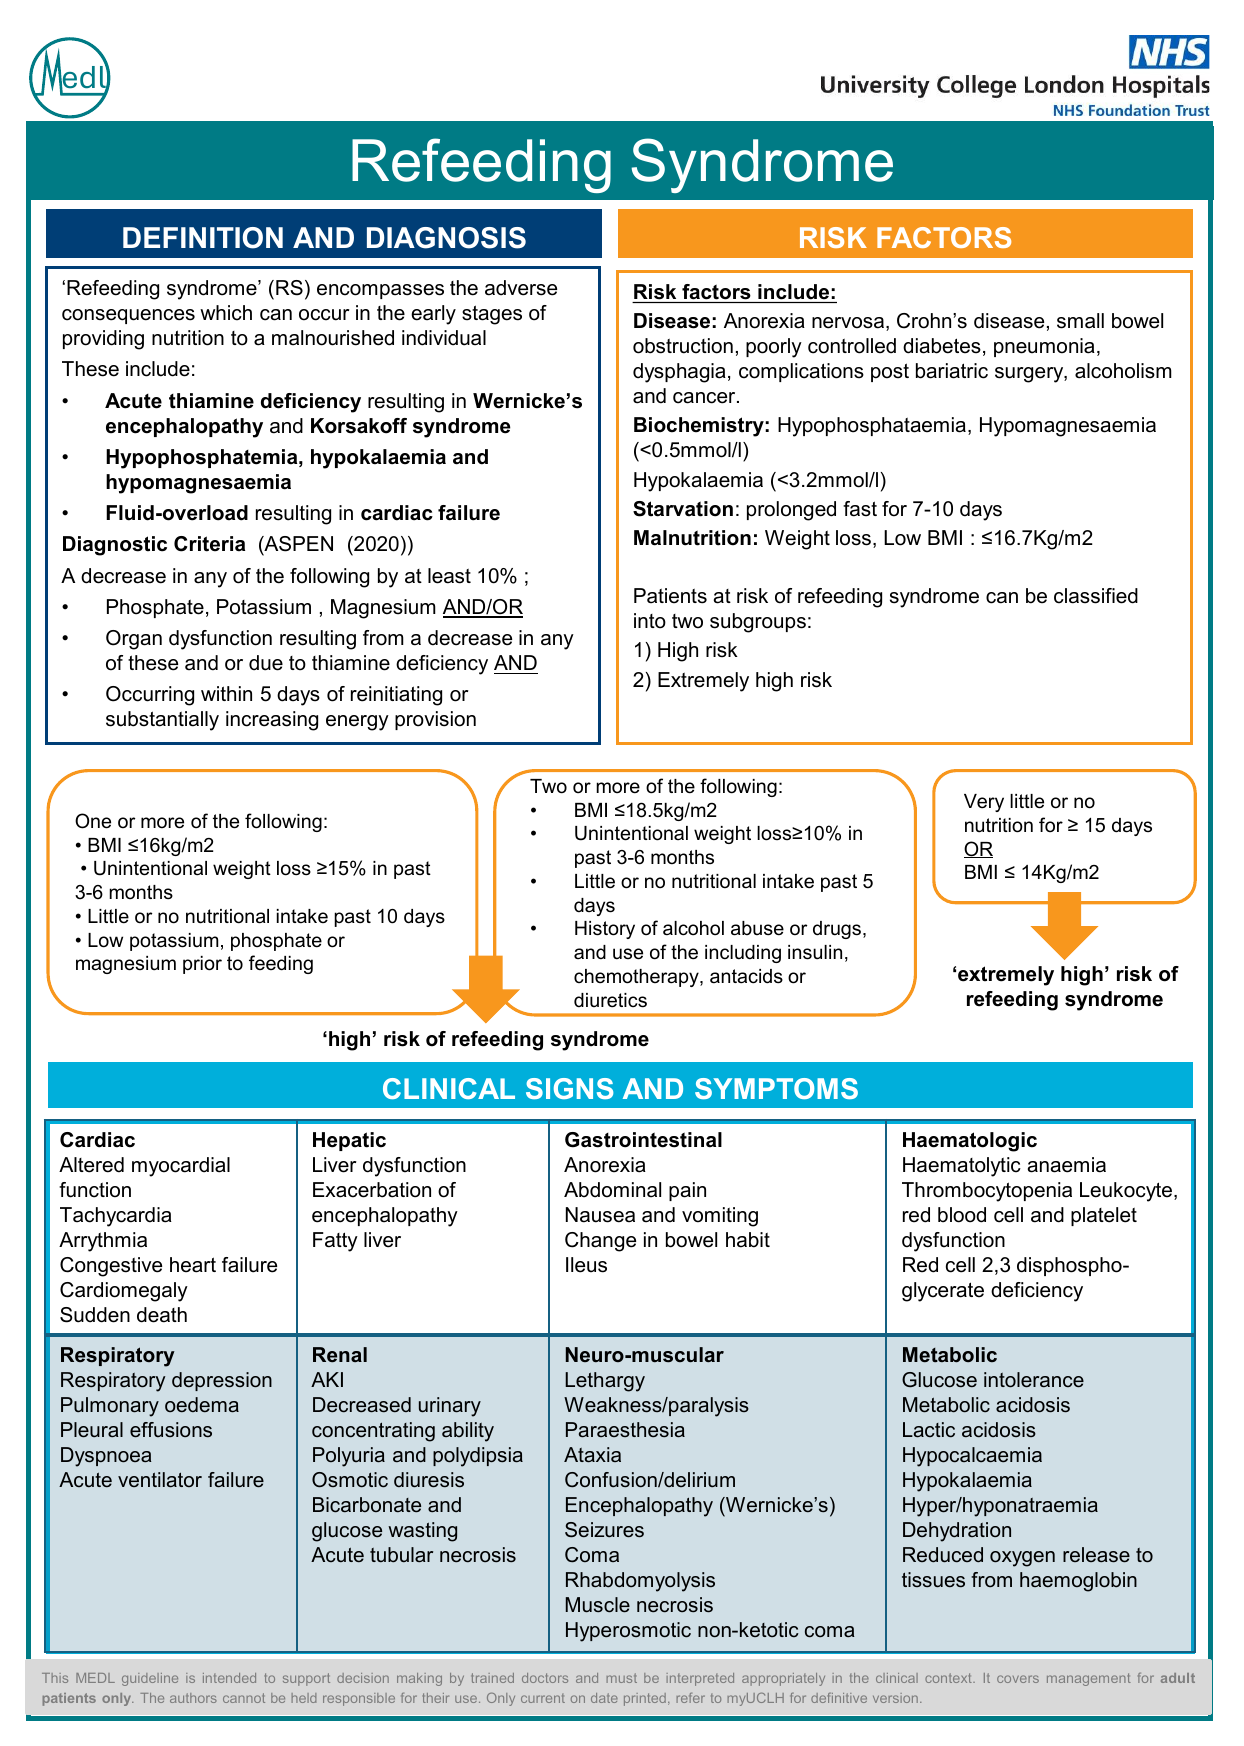 Medl
NHS
University College London Hospitals
NHS Foundation Trust
Refeeding Syndrome
DEFINITION AND DIAGNOSIS
‘Refeeding syndrome’ (RS) encompasses the adverse
consequences which can occur in the early stages of
providing nutrition to a malnourished individual
These include:
• Acute thiamine deficiency resulting in Wernicke’s
encephalopathy and Korsakoff syndrome
• Hypophosphatemia, hypokalaemia and
hypomagnesaemia
• Fluid-overload resulting in cardiac failure
Diagnostic Criteria (ASPEN (2020))
A decrease in any of the following by at least 10% ;
• Phosphate, Potassium , Magnesium AND/OR
• Organ dysfunction resulting from a decrease in any
of these and or due to thiamine deficiency AND
• Occurring within 5 days of reinitiating or
substantially increasing energy provision
RISK FACTORS
Risk factors include:
Disease: Anorexia nervosa, Crohn’s disease, small bowel
obstruction, poorly controlled diabetes, pneumonia,
dysphagia, complications post bariatric surgery, alcoholism
and cancer.
Biochemistry: Hypophosphataemia, Hypomagnesaemia
(<0.5mmol/l)
Hypokalaemia (<3.2mmol/l)
Starvation: prolonged fast for 7-10 days
Malnutrition: Weight loss, Low BMI : ≤16.7Kg/m2
Patients at risk of refeeding syndrome can be classified
into two subgroups:
1) High risk
2) Extremely high risk
One or more of the following:
• BMI ≤16kg/m2
• Unintentional weight loss ≥15% in past
3-6 months
• Little or no nutritional intake past 10 days
• Low potassium, phosphate or
magnesium prior to feeding
Two or more of the following:
• BMI ≤18.5kg/m2
• Unintentional weight loss≥10% in
past 3-6 months
• Little or no nutritional intake past 5
days
• History of alcohol abuse or drugs,
and use of the including insulin,
chemotherapy, antacids or
diuretics
‘high’ risk of refeeding syndrome
Very little or no
nutrition for ≥ 15 days
OR
BMI ≤ 14Kg/m2
‘extremely high’ risk of
refeeding syndrome
CLINICAL SIGNS AND SYMPTOMS
Cardiac
Altered myocardial
function
Tachycardia
Arrythmia
Congestive heart failure
Cardiomegaly
Sudden death
Hepatic
Liver dysfunction
Exacerbation of
encephalopathy
Fatty liver
Gastrointestinal
Anorexia
Abdominal pain
Nausea and vomiting
Change in bowel habit
Ileus
Haematologic
Haematolytic anaemia
Thrombocytopenia Leukocyte,
red blood cell and platelet
dysfunction
Red cell 2,3 disphospho-
glycerate deficiency
Respiratory
Respiratory depression
Pulmonary oedema
Pleural effusions
Dyspnoea
Acute ventilator failure
Renal
AKI
Decreased urinary
concentrating ability
Polyuria and polydipsia
Osmotic diuresis
Bicarbonate and
glucose wasting
Acute tubular necrosis
Neuro-muscular
Lethargy
Weakness/paralysis
Paraesthesia
Ataxia
Confusion/delirium
Encephalopathy (Wernicke’s)
Seizures
Coma
Rhabdomyolysis
Muscle necrosis
Hyperosmotic non-ketotic coma
Metabolic
Glucose intolerance
Metabolic acidosis
Lactic acidosis
Hypocalcaemia
Hypokalaemia
Hyper/hyponatraemia
Dehydration
Reduced oxygen release to
tissues from haemoglobin
This MEDL guideline is intended to support decision making by trained doctors and must be interpreted appropriately in the clinical context. It covers management for adult
patients only. The authors cannot be held responsible for their use. Only current on date printed, refer to myUCLH for definitive version.